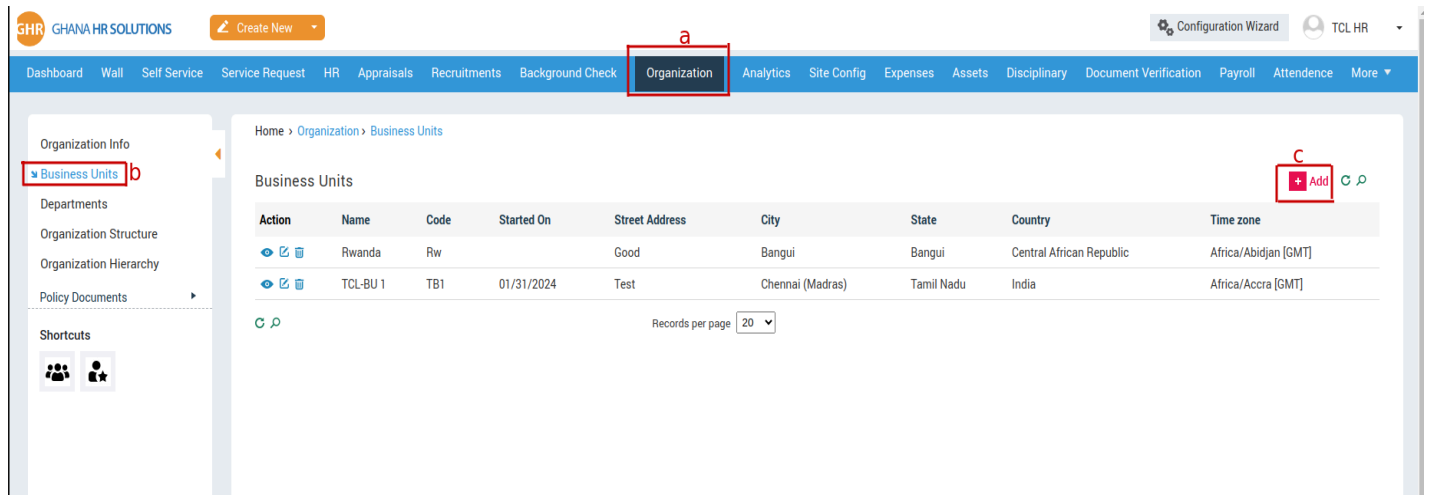 GHR GHANA HR SOLUTIONS Create New Configuration Wizard TCL HR
a
Dashboard Wall Self Service Service Request HR Appraisals Recruitments Background Check Organization Analytics Site Config Expenses Assets Disciplinary Document Verification Payroll Attendence More
Organization Info
Business Units b
Departments
Organization Structure
Organization Hierarchy
Policy Documents
Shortcuts
Home › Organization › Business Units
c
Business Units + Add
Action Name Code Started On Street Address City State Country Time zone
Rwanda Rw Good Bangui Bangui Central African Republic Africa/Abidjan [GMT]
TCL-BU 1 TB1 01/31/2024 Test Chennai (Madras) Tamil Nadu India Africa/Accra [GMT]
Records per page 20